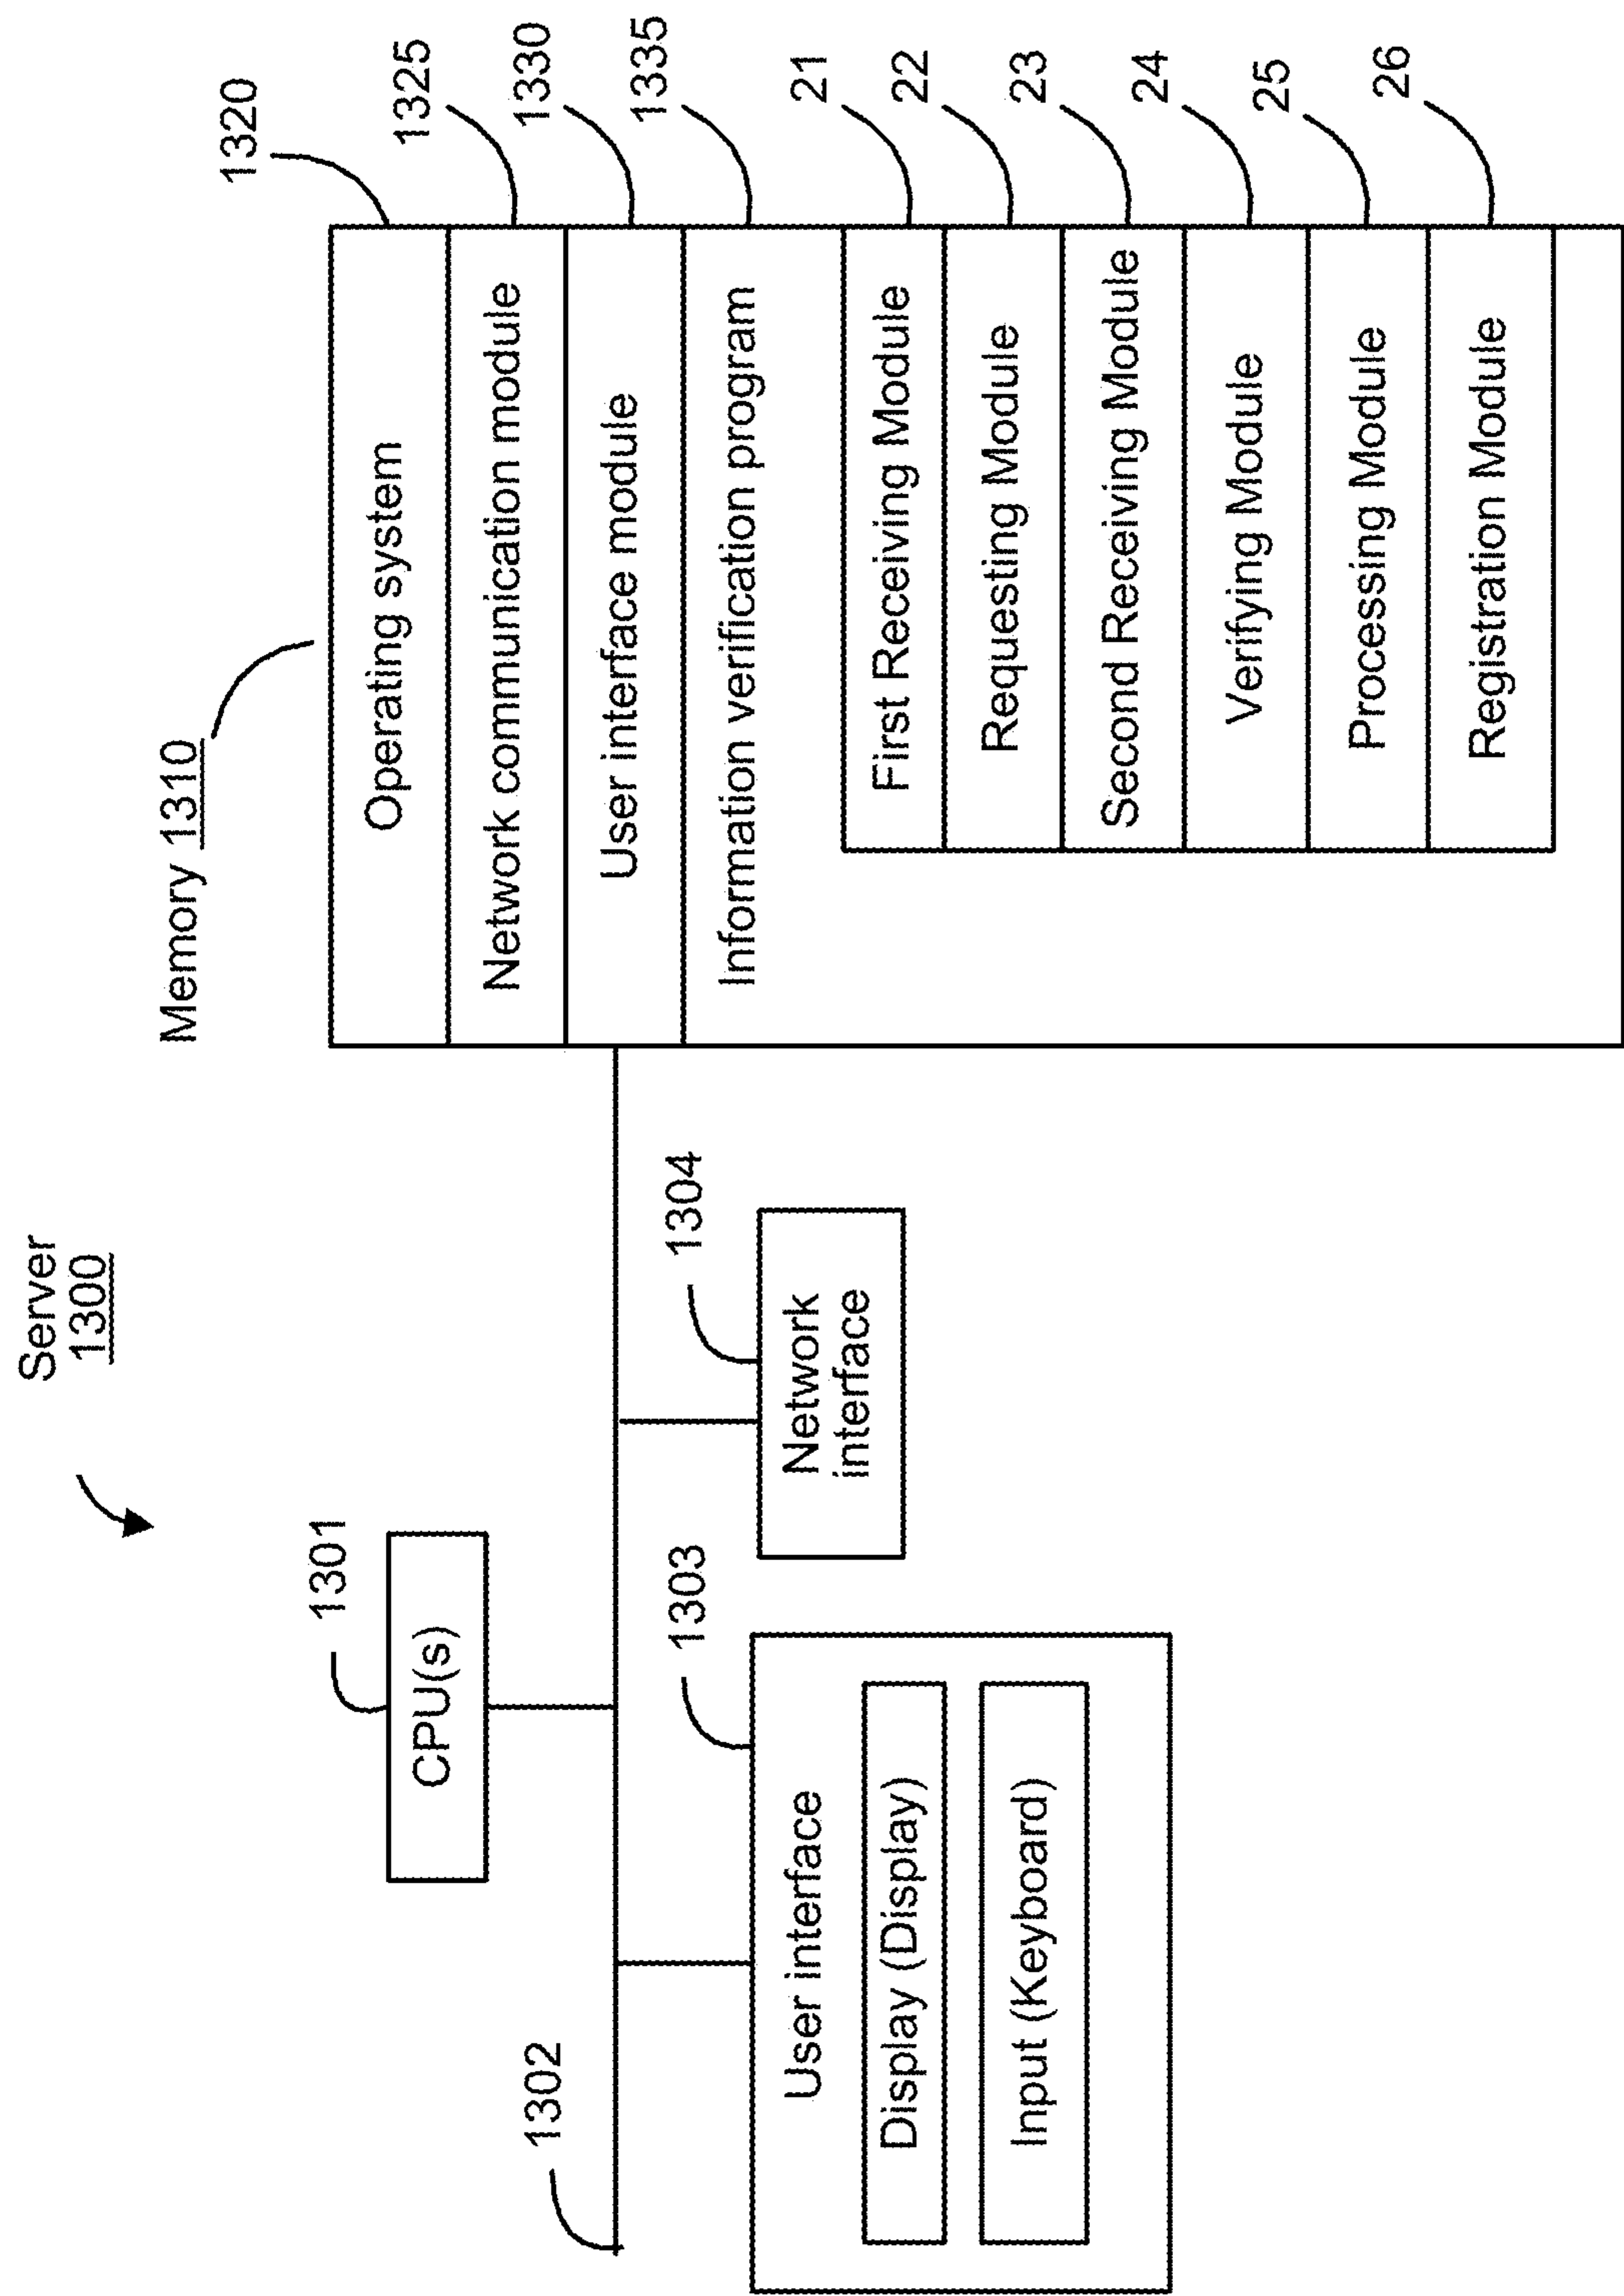 Server
1300
1301
CPU(s)
1302
1303
User interface
Display (Display)
Input (Keyboard)
1304
Network
interface
Memory 1310
Operating system
1320
Network communication module
1325
User interface module
1330
Information verification program
1335
First Receiving Module
21
Requesting Module
22
Second Receiving Module
23
Verifying Module
24
Processing Module
25
Registration Module
26